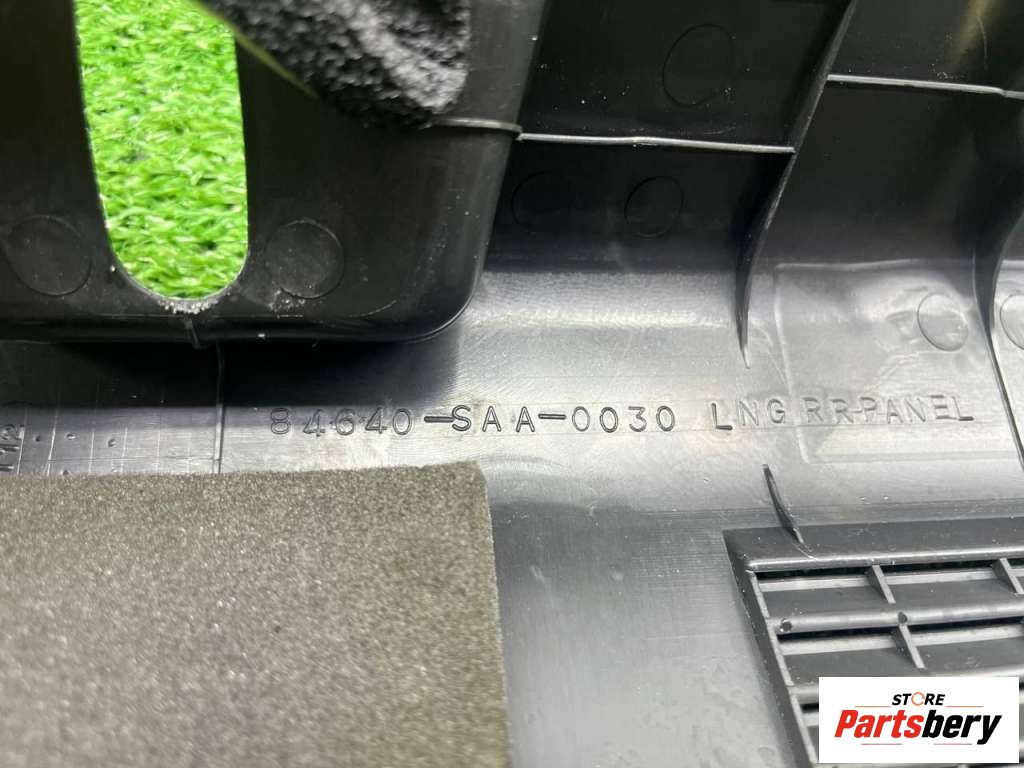 84640-SAA-0030 LNG RR-PANEL
STORE
Partsbery